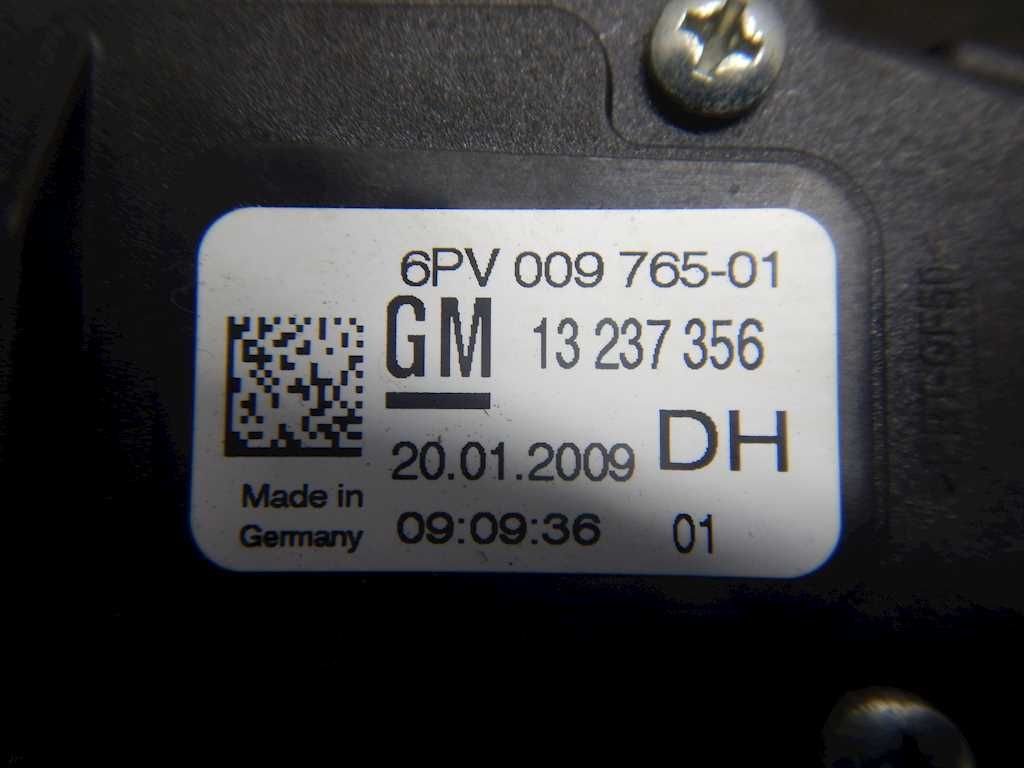 6PV 009 765-01
GM 13 237 356
20.01.2009 DH
Made in
Germany
09:09:36 01